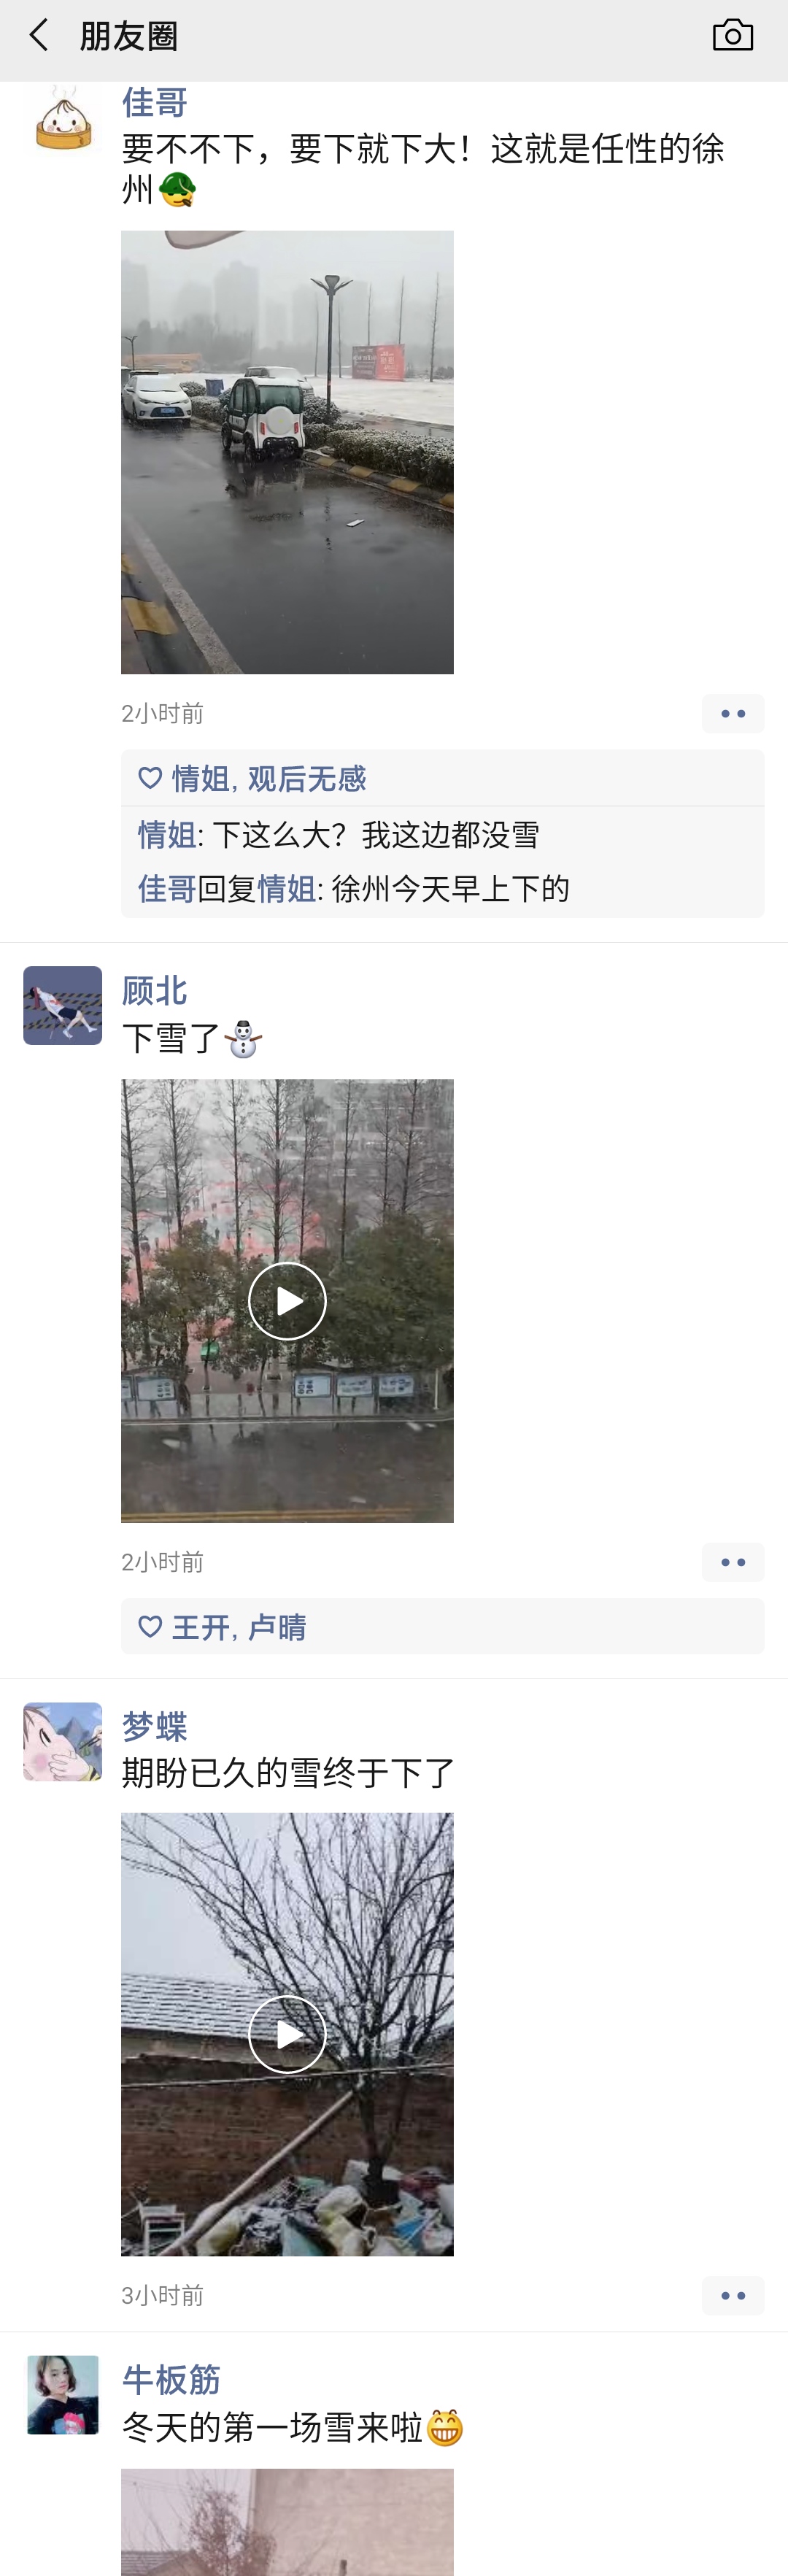 朋友圈
佳哥
要不不下，要下就下大！这就是任性的徐
州
2小时前
情姐, 观后无感
情姐: 下这么大？我这边都没雪
佳哥回复情姐: 徐州今天早上下的
顾北
下雪了
2小时前
王开, 卢晴
梦蝶
期盼已久的雪终于下了
3小时前
牛板筋
冬天的第一场雪来啦